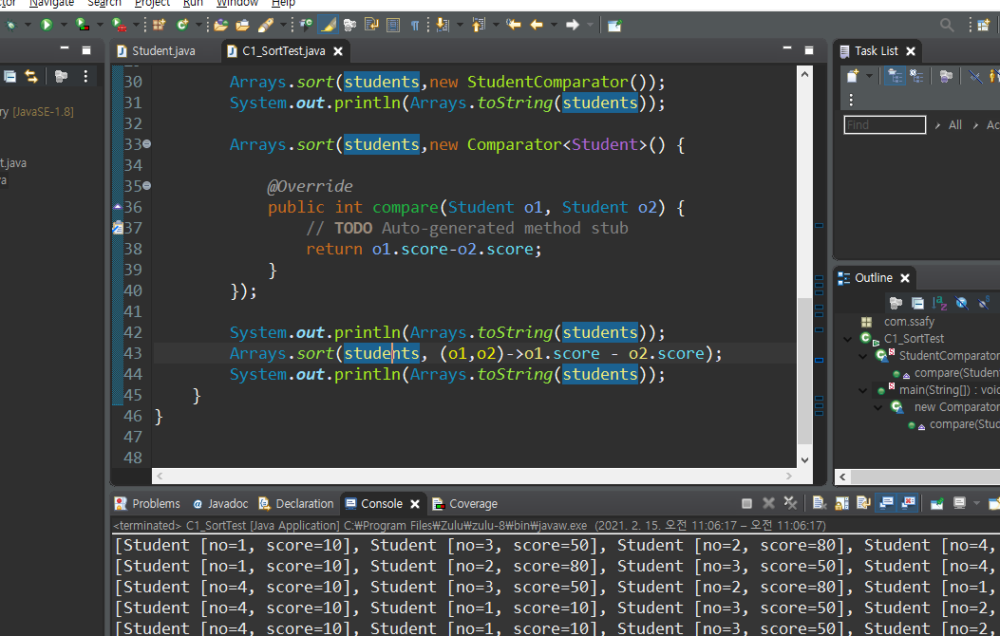 Navigate Search Project Run Window Help
Student.java
C1_SortTest.java
Task List
ry [JavaSE-1.8]
t.java
va
30 Arrays.sort(students,new StudentComparator());
31 System.out.println(Arrays.toString(students));
32
33 Arrays.sort(students,new Comparator<Student>() {
34
35 @Override
36 public int compare(Student o1, Student o2) {
37 // TODO Auto-generated method stub
38 return o1.score-o2.score;
39 }
40 });
41
42 System.out.println(Arrays.toString(students));
43 Arrays.sort(students, (o1,o2)->o1.score - o2.score);
44 System.out.println(Arrays.toString(students));
45 }
46 }
47
48
Find
All
Ac
Outline
com.ssafy
C1_SortTest
StudentComparator
compare(Studen
main(String[]) : void
new Comparator
compare(Stud
Problems
Javadoc
Declaration
Console
Coverage
<terminated> C1_SortTest [Java Application] C:₩Program Files₩Zulu₩zulu-8₩bin₩javaw.exe (2021. 2. 15. 오전 11:06:17 – 오전 11:06:17)
[Student [no=1, score=10], Student [no=3, score=50], Student [no=2, score=80], Student [no=4,
[Student [no=1, score=10], Student [no=2, score=80], Student [no=3, score=50], Student [no=4,
[Student [no=4, score=10], Student [no=3, score=50], Student [no=2, score=80], Student [no=1,
[Student [no=4, score=10], Student [no=1, score=10], Student [no=3, score=50], Student [no=2,
[Student [no=4, score=10], Student [no=1, score=10], Student [no=3, score=50], Student [no=2,